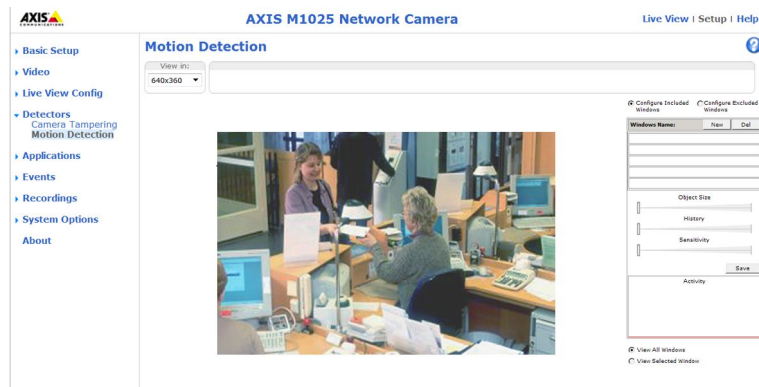 AXIS
COMMUNICATIONS
AXIS M1025 Network Camera
Live View | Setup | Help
Basic Setup
Video
Live View Config
Detectors
Camera Tampering
Motion Detection
Applications
Events
Recordings
System Options
About
Motion Detection
?
View in:
640x360
Configure Included Windows
Configure Excluded Windows
Windows Name:
New
Del
Object Size
History
Sensitivity
Save
Activity
View All Windows
View Selected Window